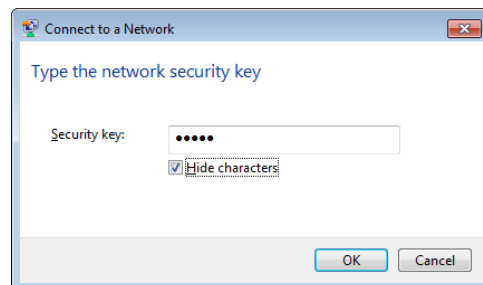 Connect to a Network
Type the network security key
Security key: •••••
Hide characters
OK Cancel